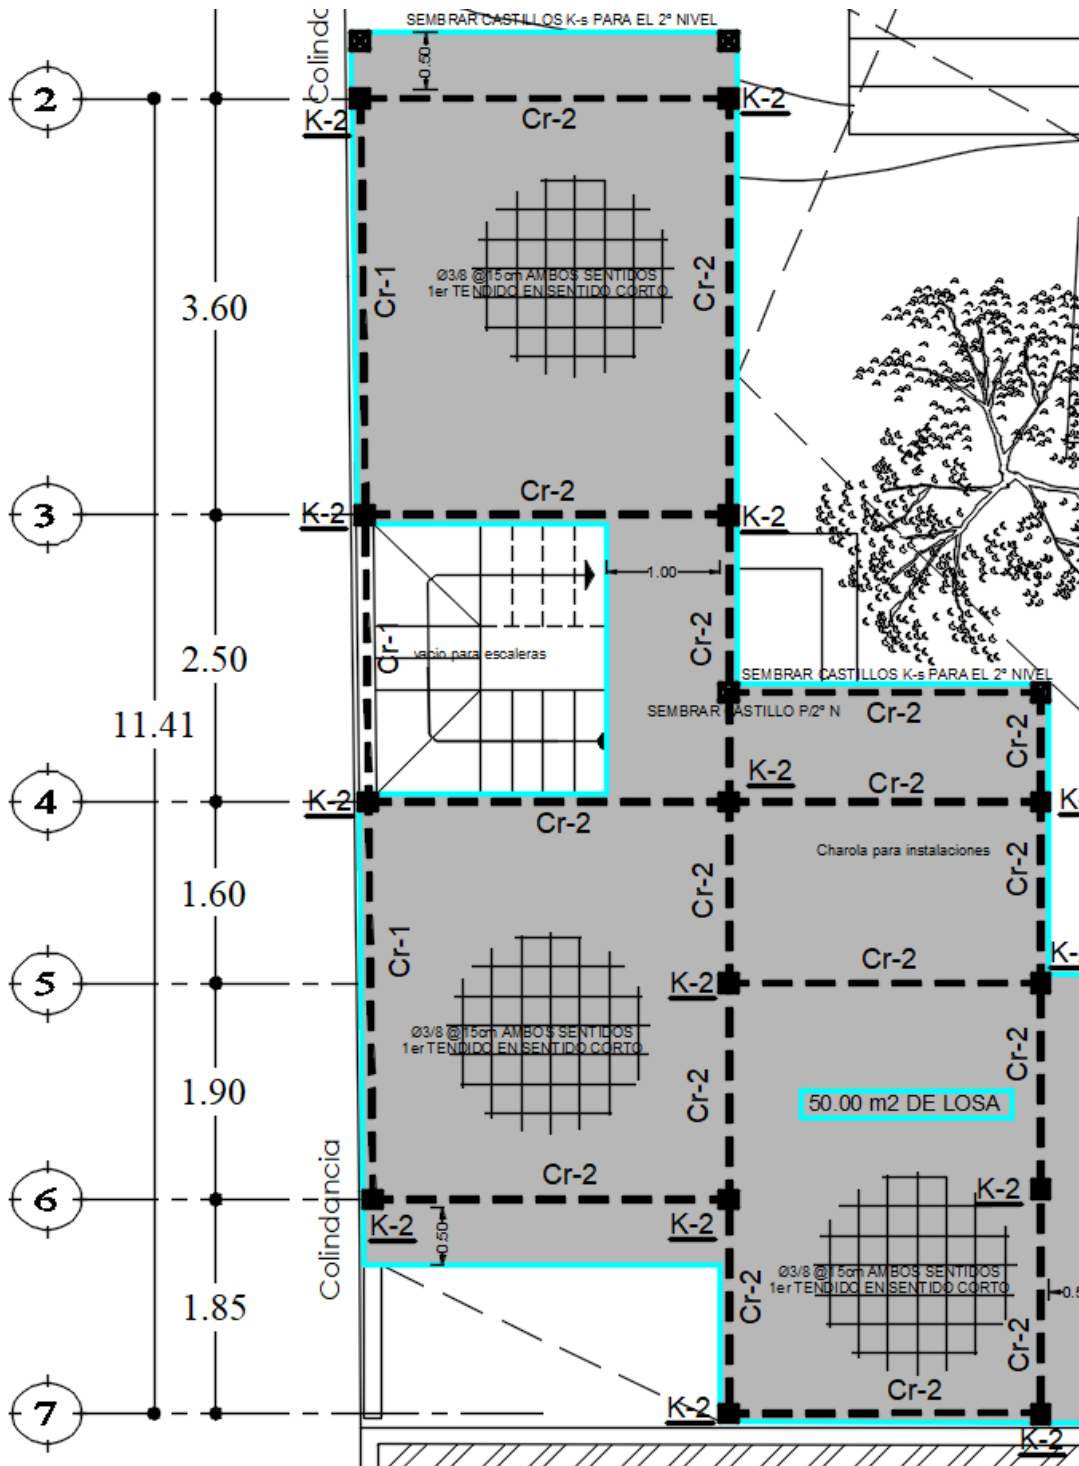 SEMBRAR CASTILLOS K-s PARA EL 2º NIVEL
Colinda
0.50
2
K-2
K-2
Cr-2
Ø3/8 @15cm AMBOS SENTIDOS
1er TENDIDO EN SENTIDO CORTO
Cr-1
Cr-2
3.60
Cr-2
3
K-2
K-2
1.00
Cr-1
vacio para escaleras
Cr-2
2.50
SEMBRAR CASTILLOS K-s PARA EL 2º NIVEL
SEMBRAR CASTILLO P/2º N
Cr-2
Cr-2
11.41
K-2
Cr-2
4
K-2
K-
Cr-2
Charola para instalaciones
Cr-2
Cr-2
1.60
Cr-1
Cr-2
K-
5
K-2
Ø3/8 @15cm AMBOS SENTIDOS
1er TENDIDO EN SENTIDO CORTO
Cr-2
Cr-2
1.90
50.00 m2 DE LOSA
Colindancia
Cr-2
K-2
6
K-2
0.50
K-2
Ø3/8 @15cm AMBOS SENTIDOS
1er TENDIDO EN SENTIDO CORTO
0.5
Cr-2
Cr-2
1.85
Cr-2
7
K-2
K-2